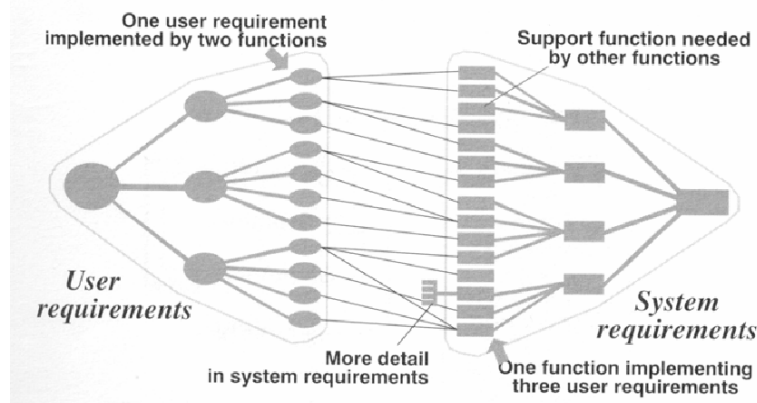 One user requirement
implemented by two functions
Support function needed
by other functions
User
requirements
System
requirements
More detail
in system requirements
One function implementing
three user requirements